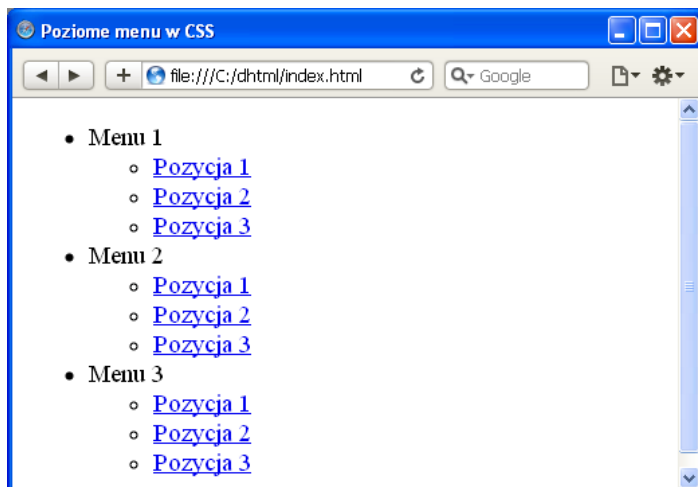 Poziome menu w CSS
file:///C:/dhtml/index.html
Google
Menu 1
Pozycja 1
Pozycja 2
Pozycja 3
Menu 2
Pozycja 1
Pozycja 2
Pozycja 3
Menu 3
Pozycja 1
Pozycja 2
Pozycja 3